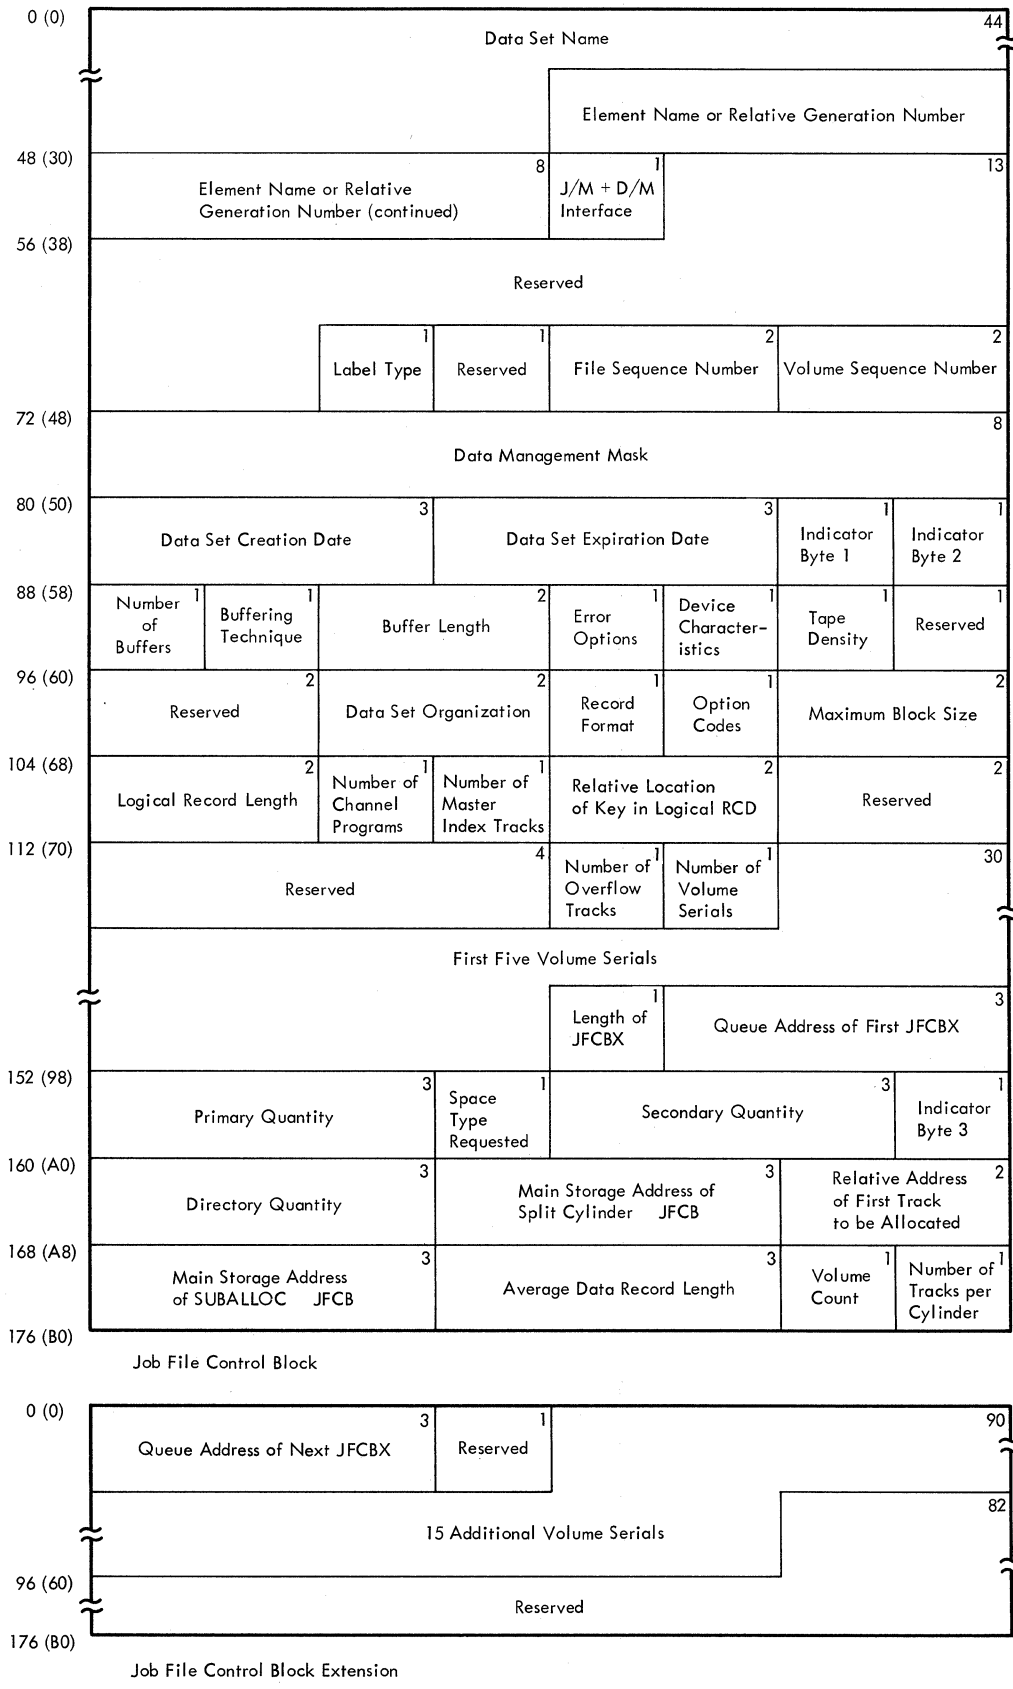 0 (0)
44
Data Set Name
Element Name or Relative Generation Number
48 (30)
8
1
13
Element Name or Relative
Generation Number (continued)
J/M + D/M
Interface
56 (38)
Reserved
1
1
2
2
Label Type
Reserved
File Sequence Number
Volume Sequence Number
72 (48)
8
Data Management Mask
80 (50)
3
3
1
1
Data Set Creation Date
Data Set Expiration Date
Indicator
Byte 1
Indicator
Byte 2
88 (58)
1
1
2
1
1
1
1
Number
of
Buffers
Buffering
Technique
Buffer Length
Error
Options
Device
Character-
istics
Tape
Density
Reserved
96 (60)
2
2
1
1
2
Reserved
Data Set Organization
Record
Format
Option
Codes
Maximum Block Size
104 (68)
2
1
1
2
2
Logical Record Length
Number of
Channel
Programs
Number of
Master
Index Tracks
Relative Location
of Key in Logical RCD
Reserved
112 (70)
4
1
1
30
Reserved
Number of
Overflow
Tracks
Number of
Volume
Serials
First Five Volume Serials
1
3
Length of
JFCBX
Queue Address of First JFCBX
152 (98)
3
1
3
1
Primary Quantity
Space
Type
Requested
Secondary Quantity
Indicator
Byte 3
160 (A0)
3
3
2
Directory Quantity
Main Storage Address of
Split Cylinder JFCB
Relative Address
of First Track
to be Allocated
168 (A8)
3
3
1
1
Main Storage Address
of SUBALLOC JFCB
Average Data Record Length
Volume
Count
Number of
Tracks per
Cylinder
176 (B0)
Job File Control Block
0 (0)
3
1
90
Queue Address of Next JFCBX
Reserved
82
15 Additional Volume Serials
96 (60)
Reserved
176 (B0)
Job File Control Block Extension